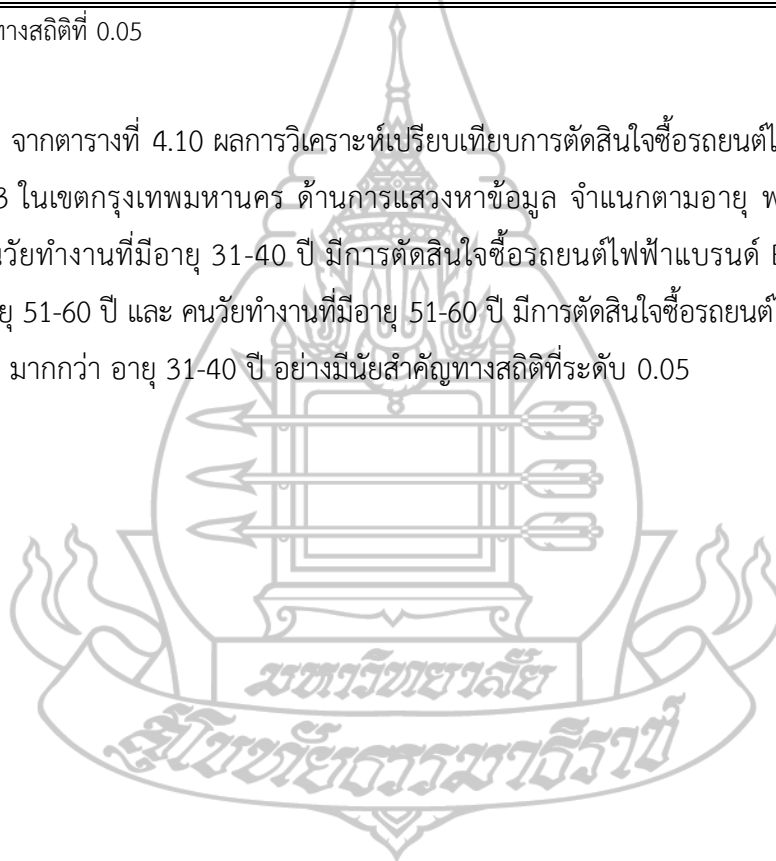 ทางสถิติที่ 0.05
จากตารางที่ 4.10 ผลการวิเคราะห์เปรียบเทียบการตัดสินใจซื้อรถยนต์ไ
3 ในเขตกรุงเทพมหานคร ด้านการแสวงหาข้อมูล จำแนกตามอายุ พ
วัยทำงานที่มีอายุ 31-40 ปี มีการตัดสินใจซื้อรถยนต์ไฟฟ้าแบรนด์
ยุ 51-60 ปี และ คนวัยทำงานที่มีอายุ 51-60 ปี มีการตัดสินใจซื้อรถยนต์
มากกว่า อายุ 31-40 ปี อย่างมีนัยสำคัญทางสถิติที่ระดับ 0.05
มหาวิทยาลัย
สุโขทัยธรรมาธิราช